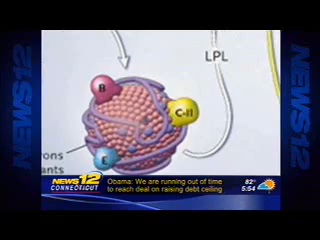 LPL
B
C-II
E
rons
ants
NEWS 12
NEWS 12
NEWS 12
CONNECTICUT
Obama: We are running out of time
to reach deal on raising debt ceiling
82°
5:54